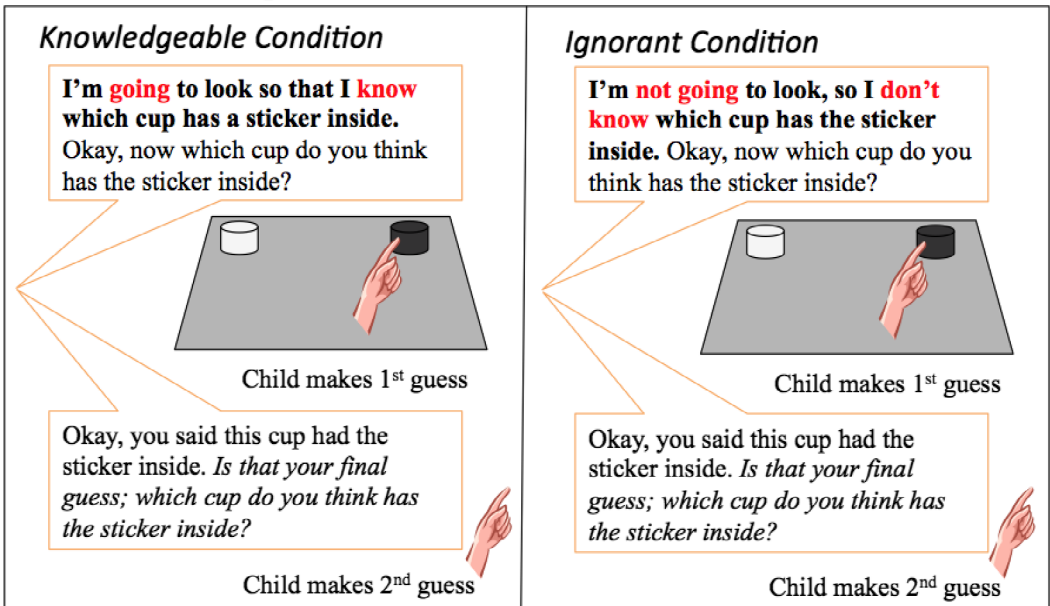 Knowledgeable Condition
I'm going to look so that I know
which cup has a sticker inside.
Okay, now which cup do you think
has the sticker inside?
Child makes 1st guess
Okay, you said this cup had the
sticker inside. Is that your final
guess; which cup do you think has
the sticker inside?
Child makes 2nd guess
Ignorant Condition
I'm not going to look, so I don't
know which cup has the sticker
inside. Okay, now which cup do you
think has the sticker inside?
Child makes 1st guess
Okay, you said this cup had the
sticker inside. Is that your final
guess; which cup do you think has
the sticker inside?
Child makes 2nd guess